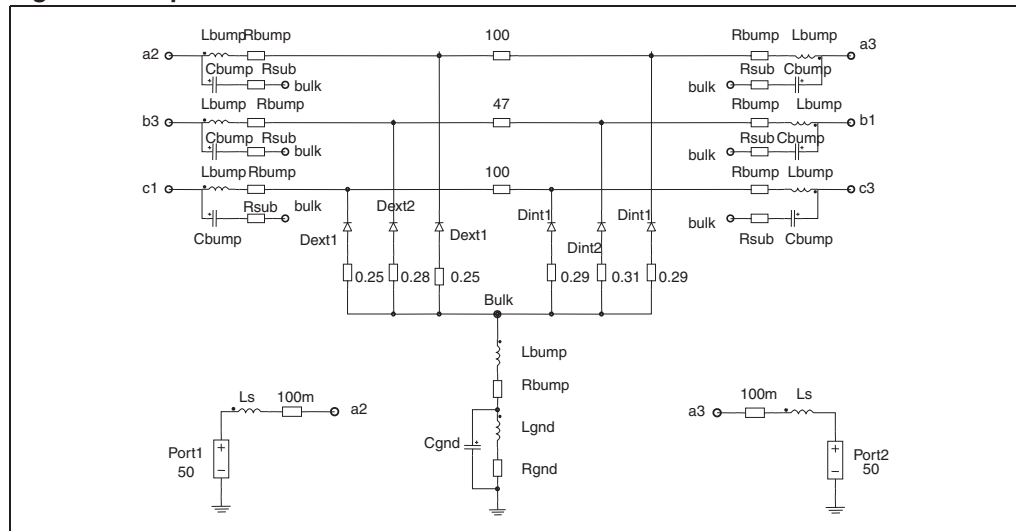 Lbump Rbump 100 Rbump Lbump
a2 a3
Cbump Rsub bulk bulk Rsub Cbump
Lbump Rbump 47 Rbump Lbump
b3 b1
Cbump Rsub bulk bulk Rsub Cbump
Lbump Rbump 100 Rbump Lbump
c1 c3
Rsub bulk Dext2 Dint1 Dint1 bulk
Cbump Dext1 Dext1 Dint2 Rsub Cbump
0.25 0.28 0.25 0.29 0.31 0.29
Bulk
Lbump
Rbump
Ls 100m a2 a3 100m Ls
Lgnd
Cgnd
Port1 Port2
50 50
Rgnd